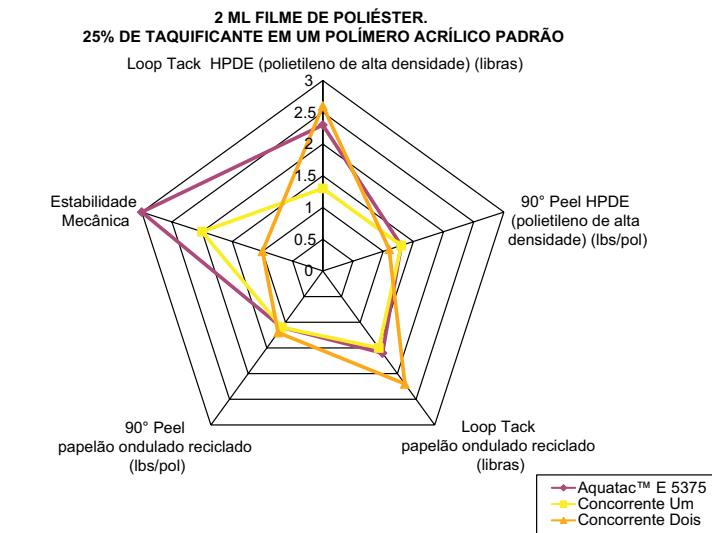 2 ML FILME DE POLIÉSTER.
25% DE TAQUIFICANTE EM UM POLÍMERO ACRÍLICO PADRÃO
Loop Tack HPDE (polietileno de alta densidade) (libras)
3
2.5
2
1.5
1
0.5
0
Estabilidade
Mecânica
90° Peel HPDE
(polietileno de alta
densidade) (lbs/pol)
90° Peel
papelão ondulado reciclado
(lbs/pol)
Loop Tack
papelão ondulado reciclado
(libras)
Aquatac™ E 5375
Concorrente Um
Concorrente Dois